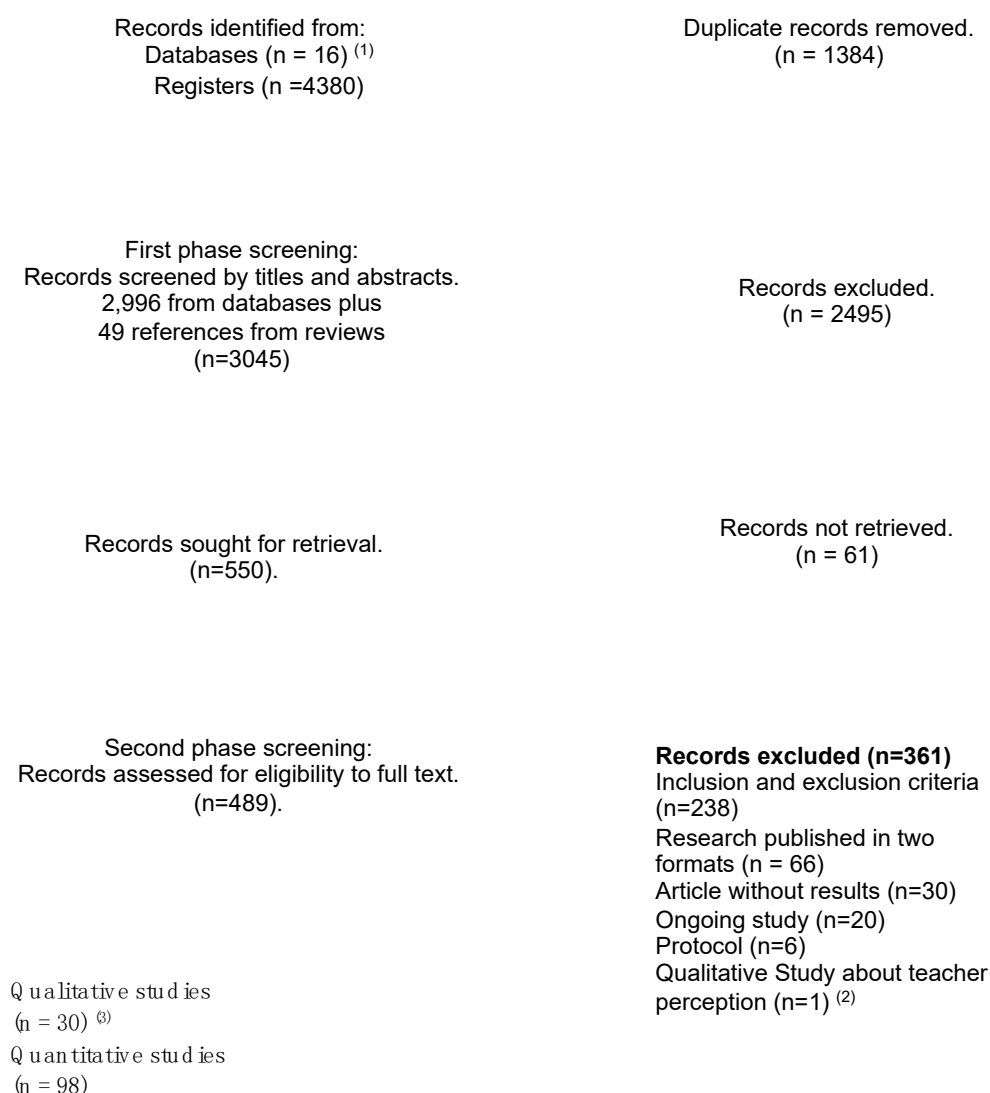 Records identified from:
Databases (n = 16) (1)
Registers (n =4380)
Duplicate records removed.
(n = 1384)
First phase screening:
Records screened by titles and abstracts.
2,996 from databases plus
49 references from reviews
(n=3045)
Records excluded.
(n = 2495)
Records sought for retrieval.
(n=550).
Records not retrieved.
(n = 61)
Second phase screening:
Records assessed for eligibility to full text.
(n=489).
Records excluded (n=361)
Inclusion and exclusion criteria
(n=238)
Research published in two
formats (n = 66)
Article without results (n=30)
Ongoing study (n=20)
Protocol (n=6)
Qualitative Study about teacher
perception (n=1) (2)
Qualitative studies
(n = 30) (3)
Quantitative studies
(n = 98)